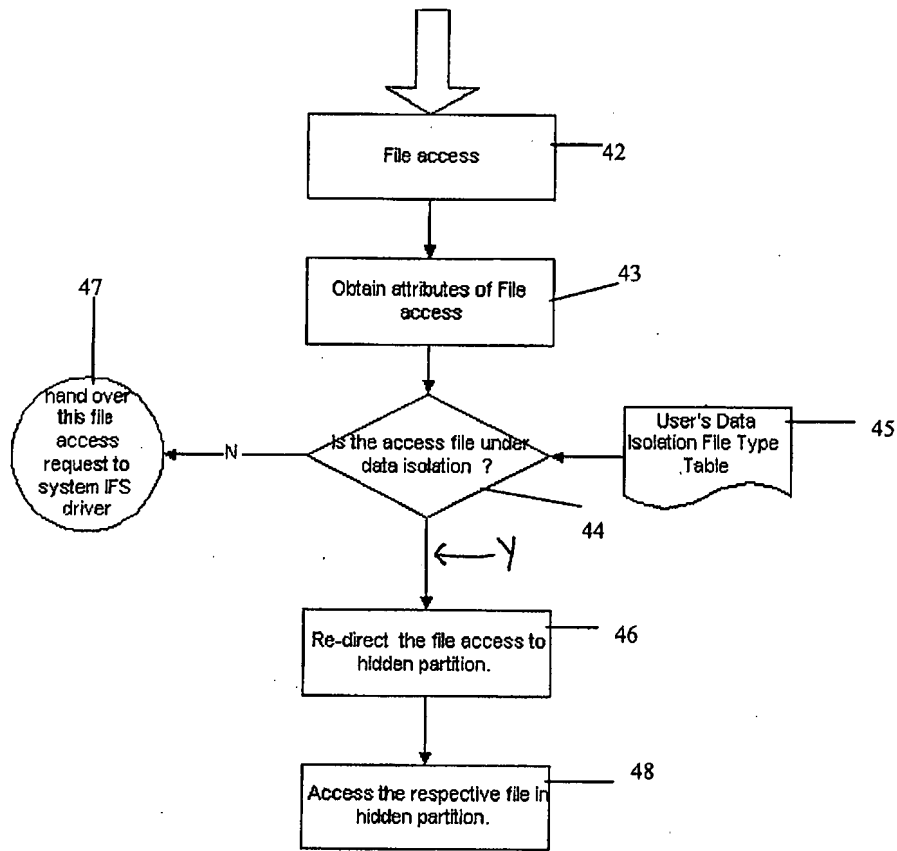 File access
42
Obtain attributes of File
access
43
47
hand over
this file
access
request to
system IFS
driver
N
Is the access file under
data isolation ?
User's Data
Isolation File Type
Table
45
44
Y
Re-direct the file access to
hidden partition.
46
Access the respective file in
hidden partition.
48